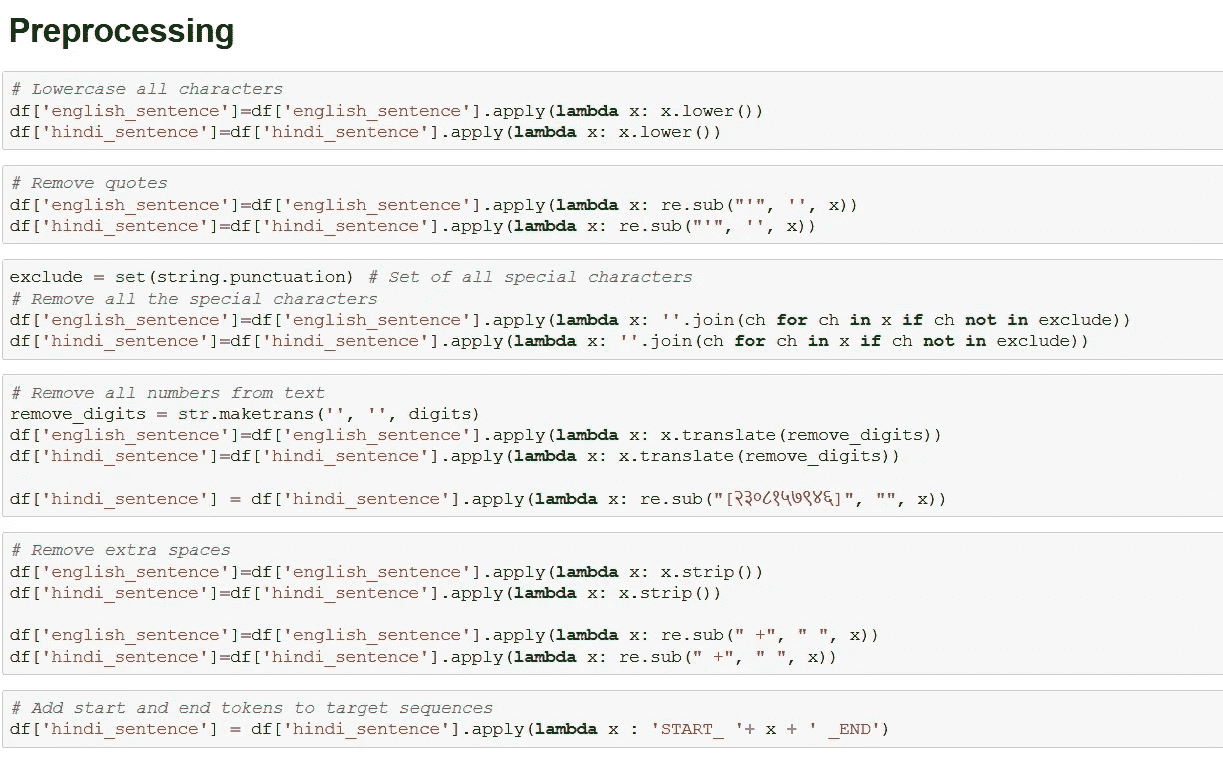 Preprocessing
# Lowercase all characters
df['english_sentence']=df['english_sentence'].apply(lambda x: x.lower())
df['hindi_sentence']=df['hindi_sentence'].apply(lambda x: x.lower())
# Remove quotes
df['english_sentence']=df['english_sentence'].apply(lambda x: re.sub("'", '', x))
df['hindi_sentence']=df['hindi_sentence'].apply(lambda x: re.sub("'", '', x))
exclude = set(string.punctuation) # Set of all special characters
# Remove all the special characters
df['english_sentence']=df['english_sentence'].apply(lambda x: ''.join(ch for ch in x if ch not in exclude))
df['hindi_sentence']=df['hindi_sentence'].apply(lambda x: ''.join(ch for ch in x if ch not in exclude))
# Remove all numbers from text
remove_digits = str.maketrans('', '', digits)
df['english_sentence']=df['english_sentence'].apply(lambda x: x.translate(remove_digits))
df['hindi_sentence']=df['hindi_sentence'].apply(lambda x: x.translate(remove_digits))
df['hindi_sentence'] = df['hindi_sentence'].apply(lambda x: re.sub("[२३०८१५७९४६]", "", x))
# Remove extra spaces
df['english_sentence']=df['english_sentence'].apply(lambda x: x.strip())
df['hindi_sentence']=df['hindi_sentence'].apply(lambda x: x.strip())
df['english_sentence']=df['english_sentence'].apply(lambda x: re.sub(" +", " ", x))
df['hindi_sentence']=df['hindi_sentence'].apply(lambda x: re.sub(" +", " ", x))
# Add start and end tokens to target sequences
df['hindi_sentence'] = df['hindi_sentence'].apply(lambda x : 'START_ '+ x + ' _END')